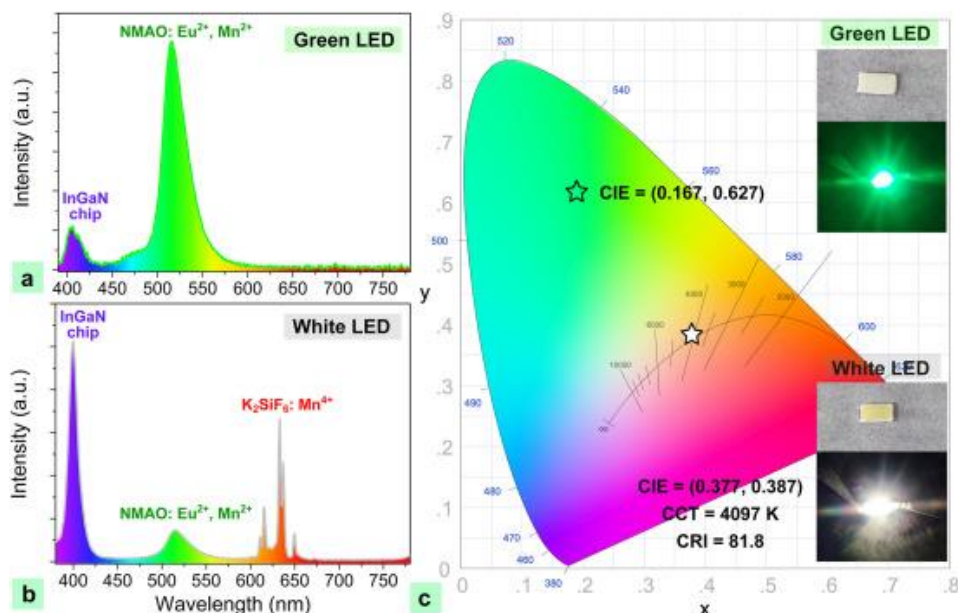 NMAO: Eu²⁺, Mn²⁺
Green LED
InGaN
chip
Intensity (a.u.)
400 450 500 550 600 650 700 750
a
InGaN
chip
White LED
K₂SiF₆: Mn⁴⁺
NMAO: Eu²⁺, Mn²⁺
Intensity (a.u.)
400 450 500 550 600 650 700 750
Wavelength (nm)
b
y
.9
.8
.7
.6
.5
.4
.3
.2
.1
0
0 .1 .2 .3 .4 .5 .6 .7 .8
x
c
520
540
560
580
600
500
490
480
470
460
380
10000
∞
Green LED
CIE = (0.167, 0.627)
White LED
CIE = (0.377, 0.387)
CCT = 4097 K
CRI = 81.8